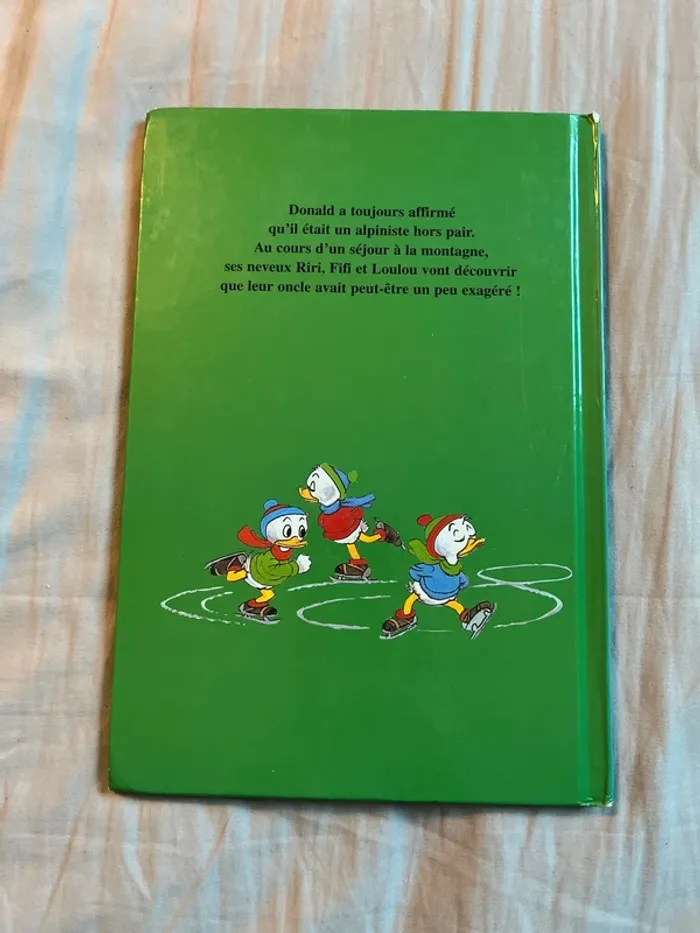 Donald a toujours affirmé
qu'il était un alpiniste hors pair.
Au cours d'un séjour à la montagne,
ses neveux Riri, Fifi et Loulou vont découvrir
que leur oncle avait peut-être un peu exagéré !